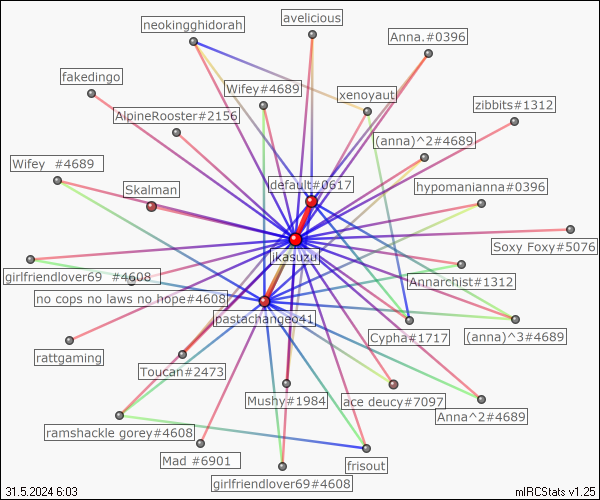 avelicious
neokingghidorah
Anna.#0396
fakedingo
Wifey#4689
xenoyaut
zibbits#1312
AlpineRooster#2156
(anna)^2#4689
Wifey #4689
Skalman
default#0617
hypomanianna#0396
Soxy Foxy#5076
ikasuzu
girlfriendlover69 #4608
Annarchist#1312
no cops no laws no hope#4608
pastachange041
Cypha#1717
(anna)^3#4689
rattgaming
Toucan#2473
Mushy#1984
ace deucy#7097
Anna^2#4689
ramshackle gorey#4608
Mad #6901
frisout
girlfriendlover69#4608
31.5.2024 6:03
mIRCStats v1.25